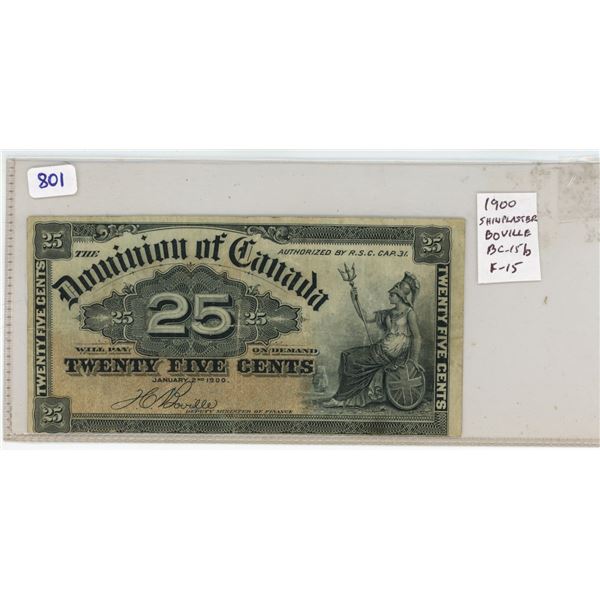 801
1900
SHINPLASTER
BOVILLE
BC-15b
F-15
25
25
THE
Dominion of Canada
AUTHORIZED BY R.S.C. CAP. 31.
TWENTY FIVE CENTS
25
25
25
TWENTY FIVE CENTS
WILL PAY
ON DEMAND
TWENTY FIVE CENTS
JANUARY 2ND 1900.
25
Boville
DEPUTY MINISTER OF FINANCE